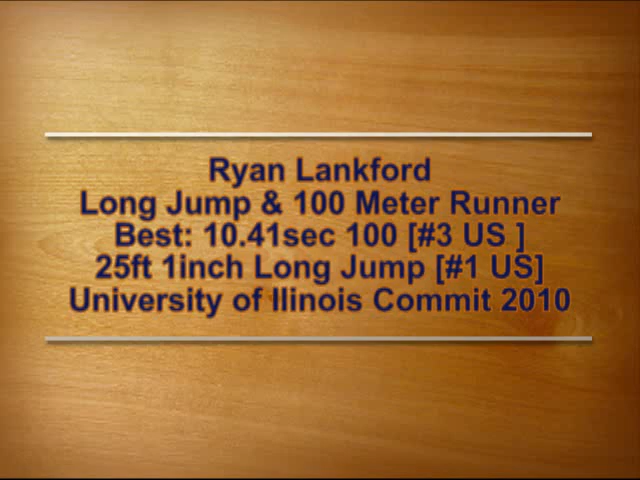 Ryan Lankford
Long Jump & 100 Meter Runner
Best: 10.41sec 100 [#3 US ]
25ft 1inch Long Jump [#1 US]
University of Ilinois Commit 2010